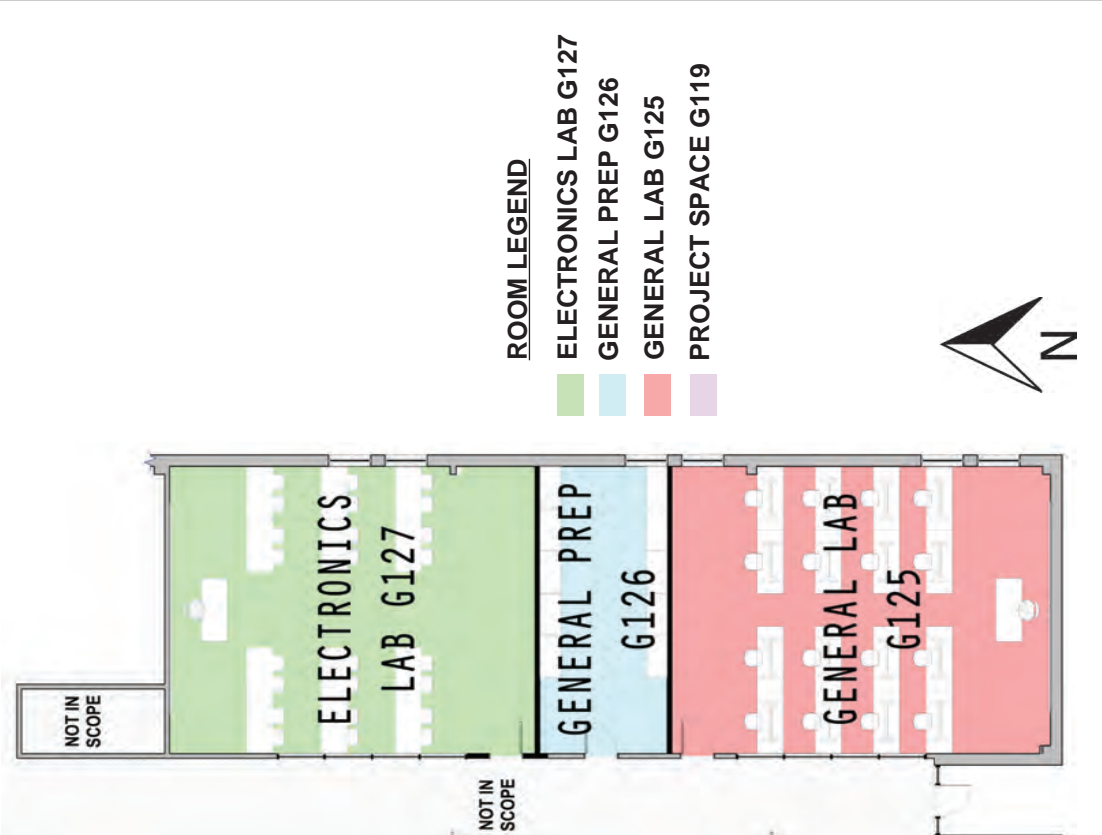 ROOM LEGEND
ELECTRONICS LAB G127
GENERAL PREP G126
GENERAL LAB G125
PROJECT SPACE G119
N
NOT IN
SCOPE
ELECTRONICS
LAB G127
NOT IN
SCOPE
GENERAL PREP
G126
GENERAL LAB
G125